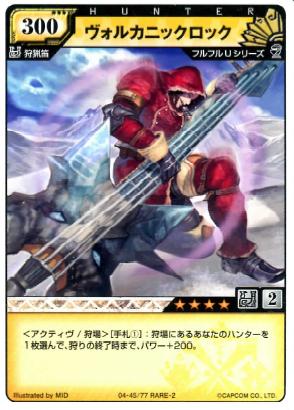 HUNTER
300
ヴォルカニックロック
狩猟笛
フルフルUシリーズ
2
<アクティヴ / 狩場>[手札①]:狩場にあるあなたのハンターを
1枚選んで、狩りの終了時まで、パワー+200。
Illustrated by MID
04-45/77 RARE-2
©CAPCOM CO., LTD.